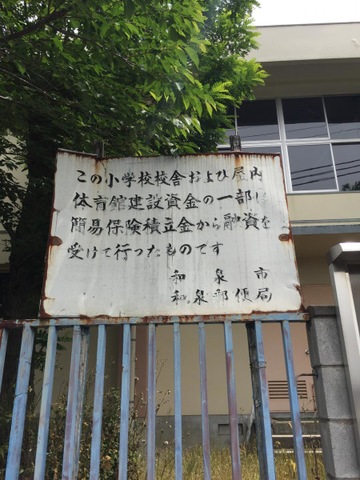 この小学校校舎および屋内
体育館建設資金の一部は
簡易保険積立金から融資を
受けて行ったものです
和泉市
和泉郵便局